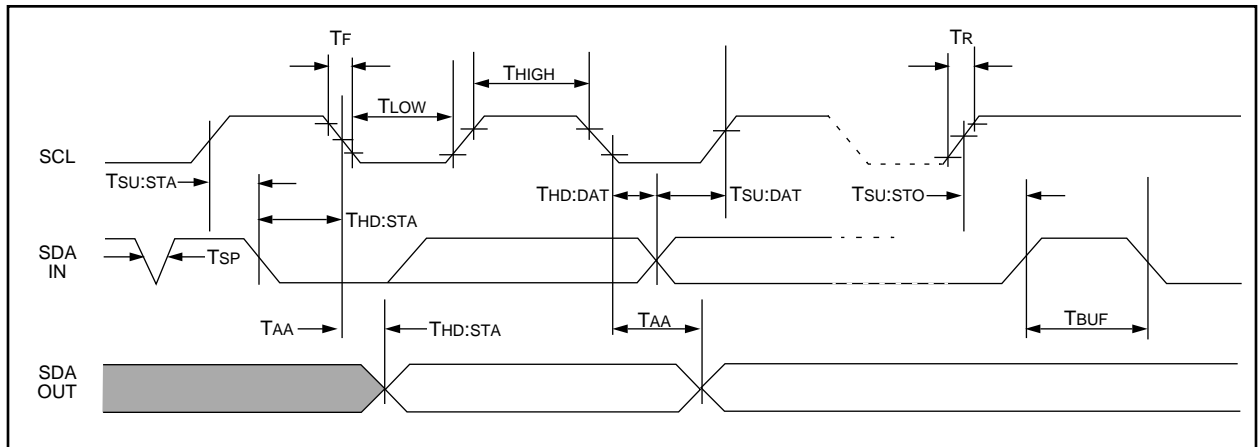 TF
TR
THIGH
TLOW
SCL
TSU:STA
THD:DAT
TSU:DAT
TSU:STO
THD:STA
SDA
IN
TSP
TAA
THD:STA
TAA
TBUF
SDA
OUT